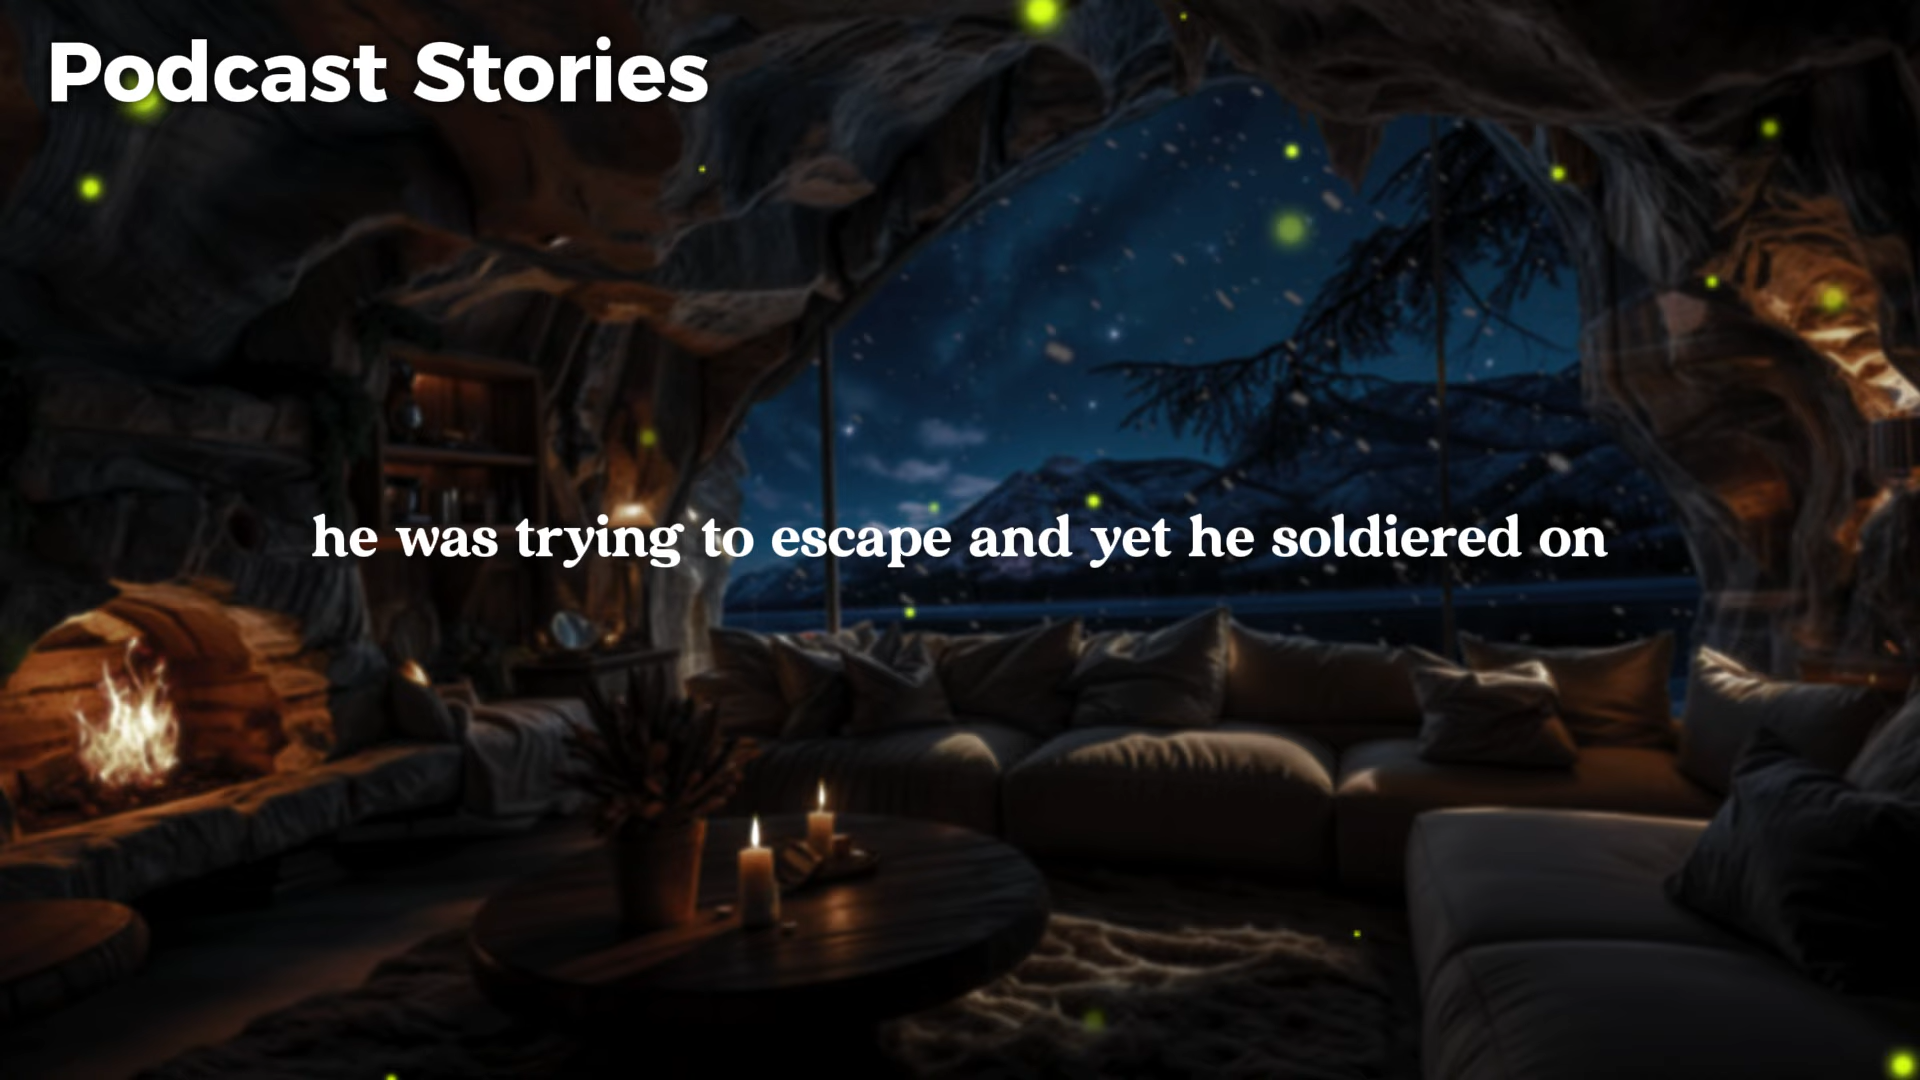 Podcast Stories
he was trying to escape and yet he soldiered on